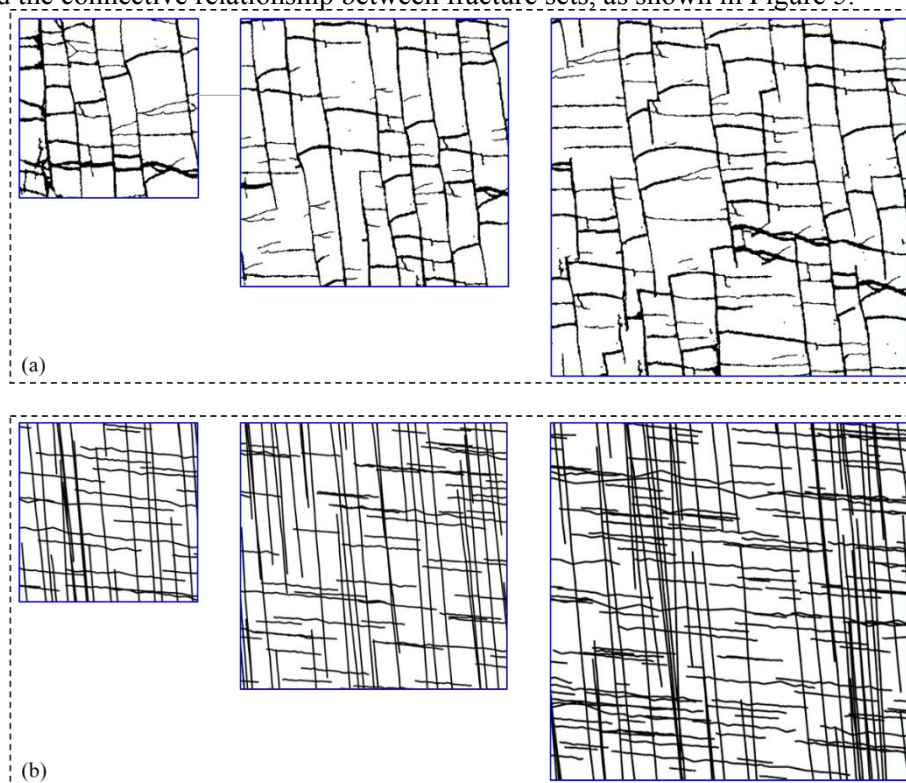 d the connective relationship between fracture sets, as shown in Figure 5.
(a)
(b)